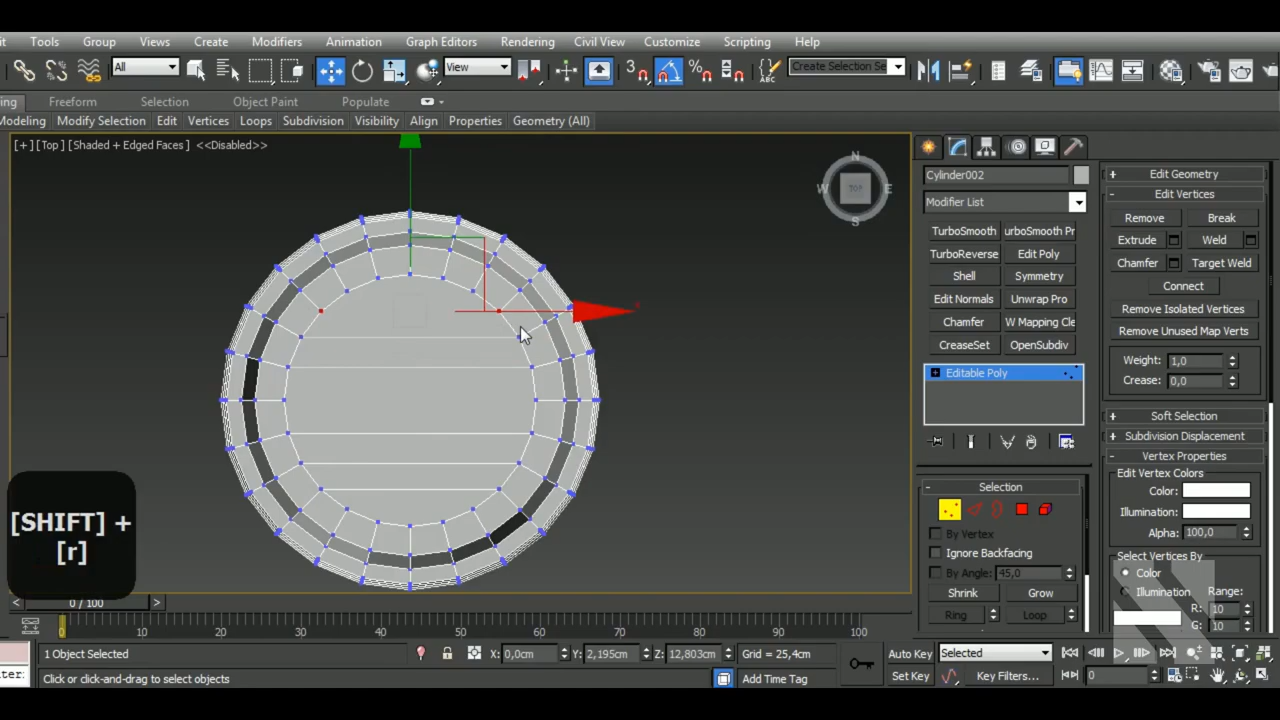 Tools Group Views Create Modifiers Animation Graph Editors Rendering Civil View Customize Scripting Help
All View Create Selection Se
Freeform Selection Object Paint Populate
Modeling Modify Selection Edit Vertices Loops Subdivision Visibility Align Properties Geometry (All)
[+] [Top] [Shaded + Edged Faces] <<Disabled>>
N
W TOP E
S
x
Cylinder002
Modifier List
TurboSmooth urboSmooth Pr
TurboReverse Edit Poly
Shell Symmetry
Edit Normals Unwrap Pro
Chamfer W Mapping Cle
CreaseSet OpenSubdiv
Editable Poly
Selection
By Vertex
Ignore Backfacing
By Angle: 45,0
Shrink Grow
Ring Loop
+ Edit Geometry
- Edit Vertices
Remove Break
Extrude Weld
Chamfer Target Weld
Connect
Remove Isolated Vertices
Remove Unused Map Verts
Weight: 1,0
Crease: 0,0
+ Soft Selection
+ Subdivision Displacement
- Vertex Properties
Edit Vertex Colors
Color:
Illumination:
Alpha: 100,0
Select Vertices By
Color
Illumination Range:
R: 10
G: 10
[SHIFT] +
[r]
< 0 / 100 >
0 10 20 30 40 50 60 70 80 90 100
1 Object Selected X: 0,0cm Y: 2,195cm Z: 12,803cm Grid = 25,4cm Auto Key Selected
Click or click-and-drag to select objects Add Time Tag Set Key Key Filters... 0